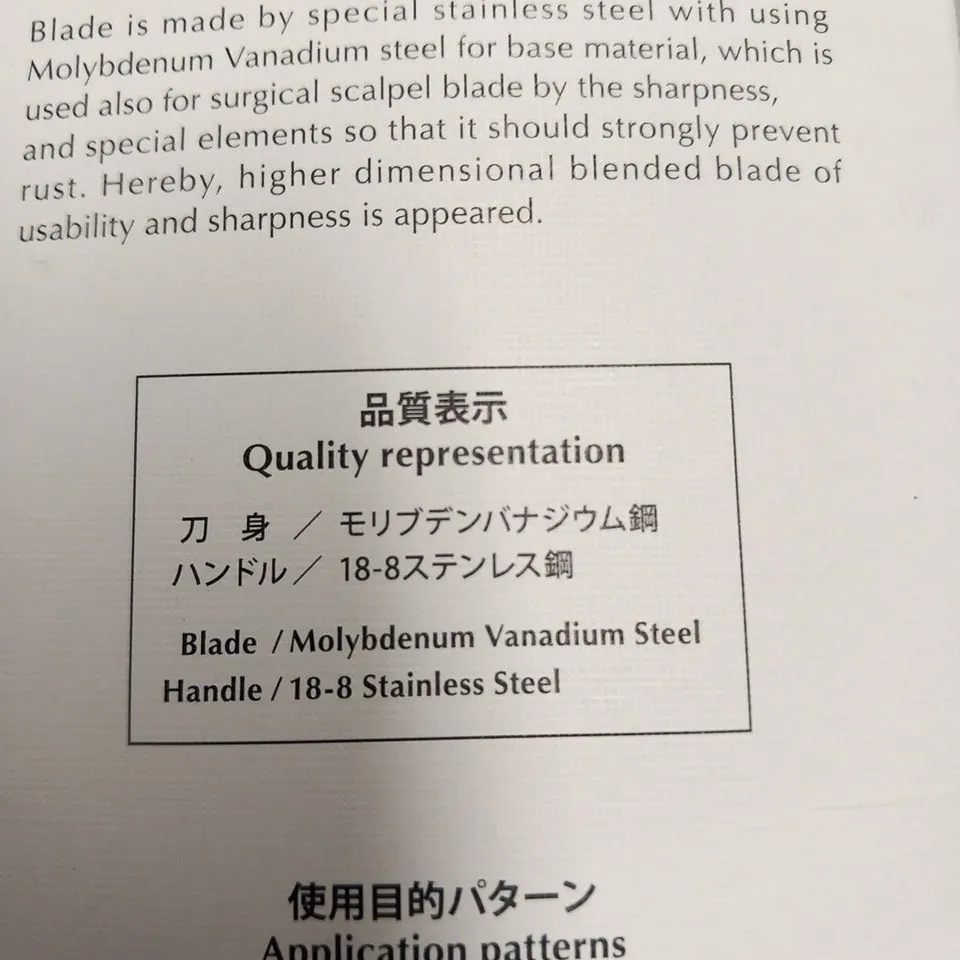 Blade is made by special stainless steel with using
Molybdenum Vanadium steel for base material, which is
used also for surgical scalpel blade by the sharpness,
and special elements so that it should strongly prevent
rust. Hereby, higher dimensional blended blade of
usability and sharpness is appeared.
品質表示
Quality representation
刀　身 ／ モリブデンバナジウム鋼
ハンドル ／ 18-8ステンレス鋼
Blade / Molybdenum Vanadium Steel
Handle / 18-8 Stainless Steel
使用目的パターン
Application patterns